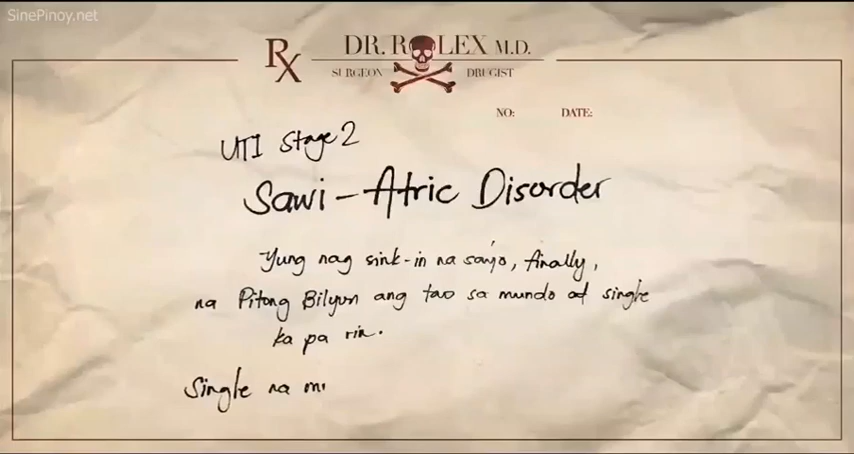 SinePinoy.net
Rx DR. ROLEX M.D.
SURGEON DRUGIST
NO: DATE:
UTI Stage 2
Sawi-Atric Disorder
Yung nag sink-in na sayo, finally,
na Pitong Bilyon ang tao sa mundo at single
ka pa rin.
Single na